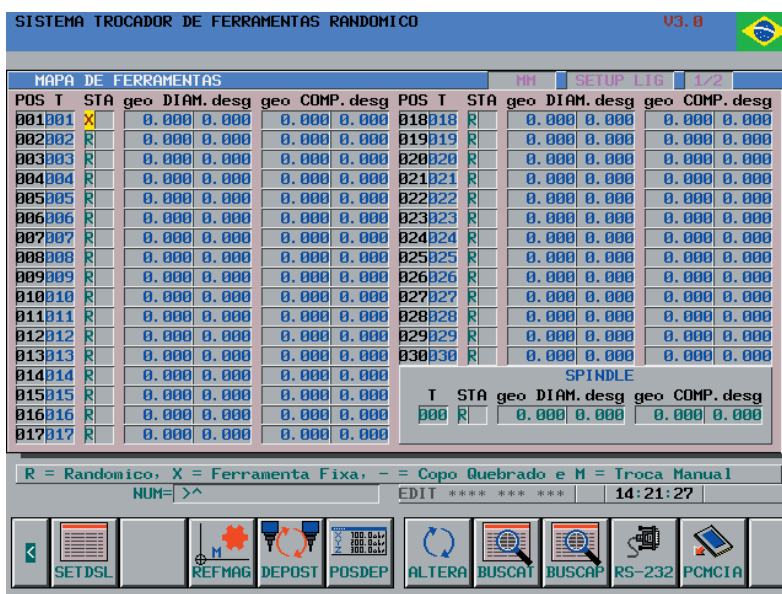 SISTEMA TROCADOR DE FERRAMENTAS RANDOMICO V3.0
MAPA DE FERRAMENTAS MM SETUP LIG 1/2
POS T STA geo DIAM. desg geo COMP. desg POS T STA geo DIAM. desg geo COMP. desg
001 001 X 0.000 0.000 0.000 0.000 018 018 R 0.000 0.000 0.000 0.000
002 002 R 0.000 0.000 0.000 0.000 019 019 R 0.000 0.000 0.000 0.000
003 003 R 0.000 0.000 0.000 0.000 020 020 R 0.000 0.000 0.000 0.000
004 004 R 0.000 0.000 0.000 0.000 021 021 R 0.000 0.000 0.000 0.000
005 005 R 0.000 0.000 0.000 0.000 022 022 R 0.000 0.000 0.000 0.000
006 006 R 0.000 0.000 0.000 0.000 023 023 R 0.000 0.000 0.000 0.000
007 007 R 0.000 0.000 0.000 0.000 024 024 R 0.000 0.000 0.000 0.000
008 008 R 0.000 0.000 0.000 0.000 025 025 R 0.000 0.000 0.000 0.000
009 009 R 0.000 0.000 0.000 0.000 026 026 R 0.000 0.000 0.000 0.000
010 010 R 0.000 0.000 0.000 0.000 027 027 R 0.000 0.000 0.000 0.000
011 011 R 0.000 0.000 0.000 0.000 028 028 R 0.000 0.000 0.000 0.000
012 012 R 0.000 0.000 0.000 0.000 029 029 R 0.000 0.000 0.000 0.000
013 013 R 0.000 0.000 0.000 0.000 030 030 R 0.000 0.000 0.000 0.000
014 014 R 0.000 0.000 0.000 0.000 SPINDLE
015 015 R 0.000 0.000 0.000 0.000 T STA geo DIAM. desg geo COMP. desg
016 016 R 0.000 0.000 0.000 0.000 000 R 0.000 0.000 0.000 0.000
017 017 R 0.000 0.000 0.000 0.000
R = Randomico, X = Ferramenta Fixa, - = Copo Quebrado e M = Troca Manual
NUM= >^ EDIT **** *** *** 14:21:27
< SETDSL M REFMAG DEPOST X Y Z POSDEP ALTERA BUSCAT BUSCAP RS-232 PCMCIA